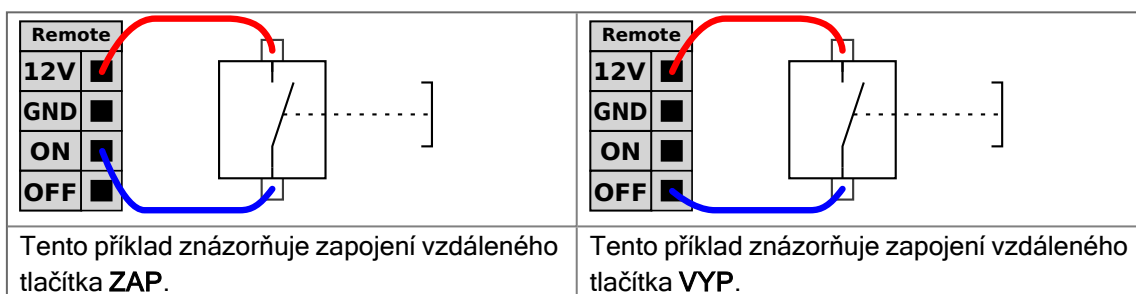 Remote
12V
GND
ON
OFF
Remote
12V
GND
ON
OFF
Tento příklad znázorňuje zapojení vzdáleného
tlačítka ZAP.
Tento příklad znázorňuje zapojení vzdáleného
tlačítka VYP.